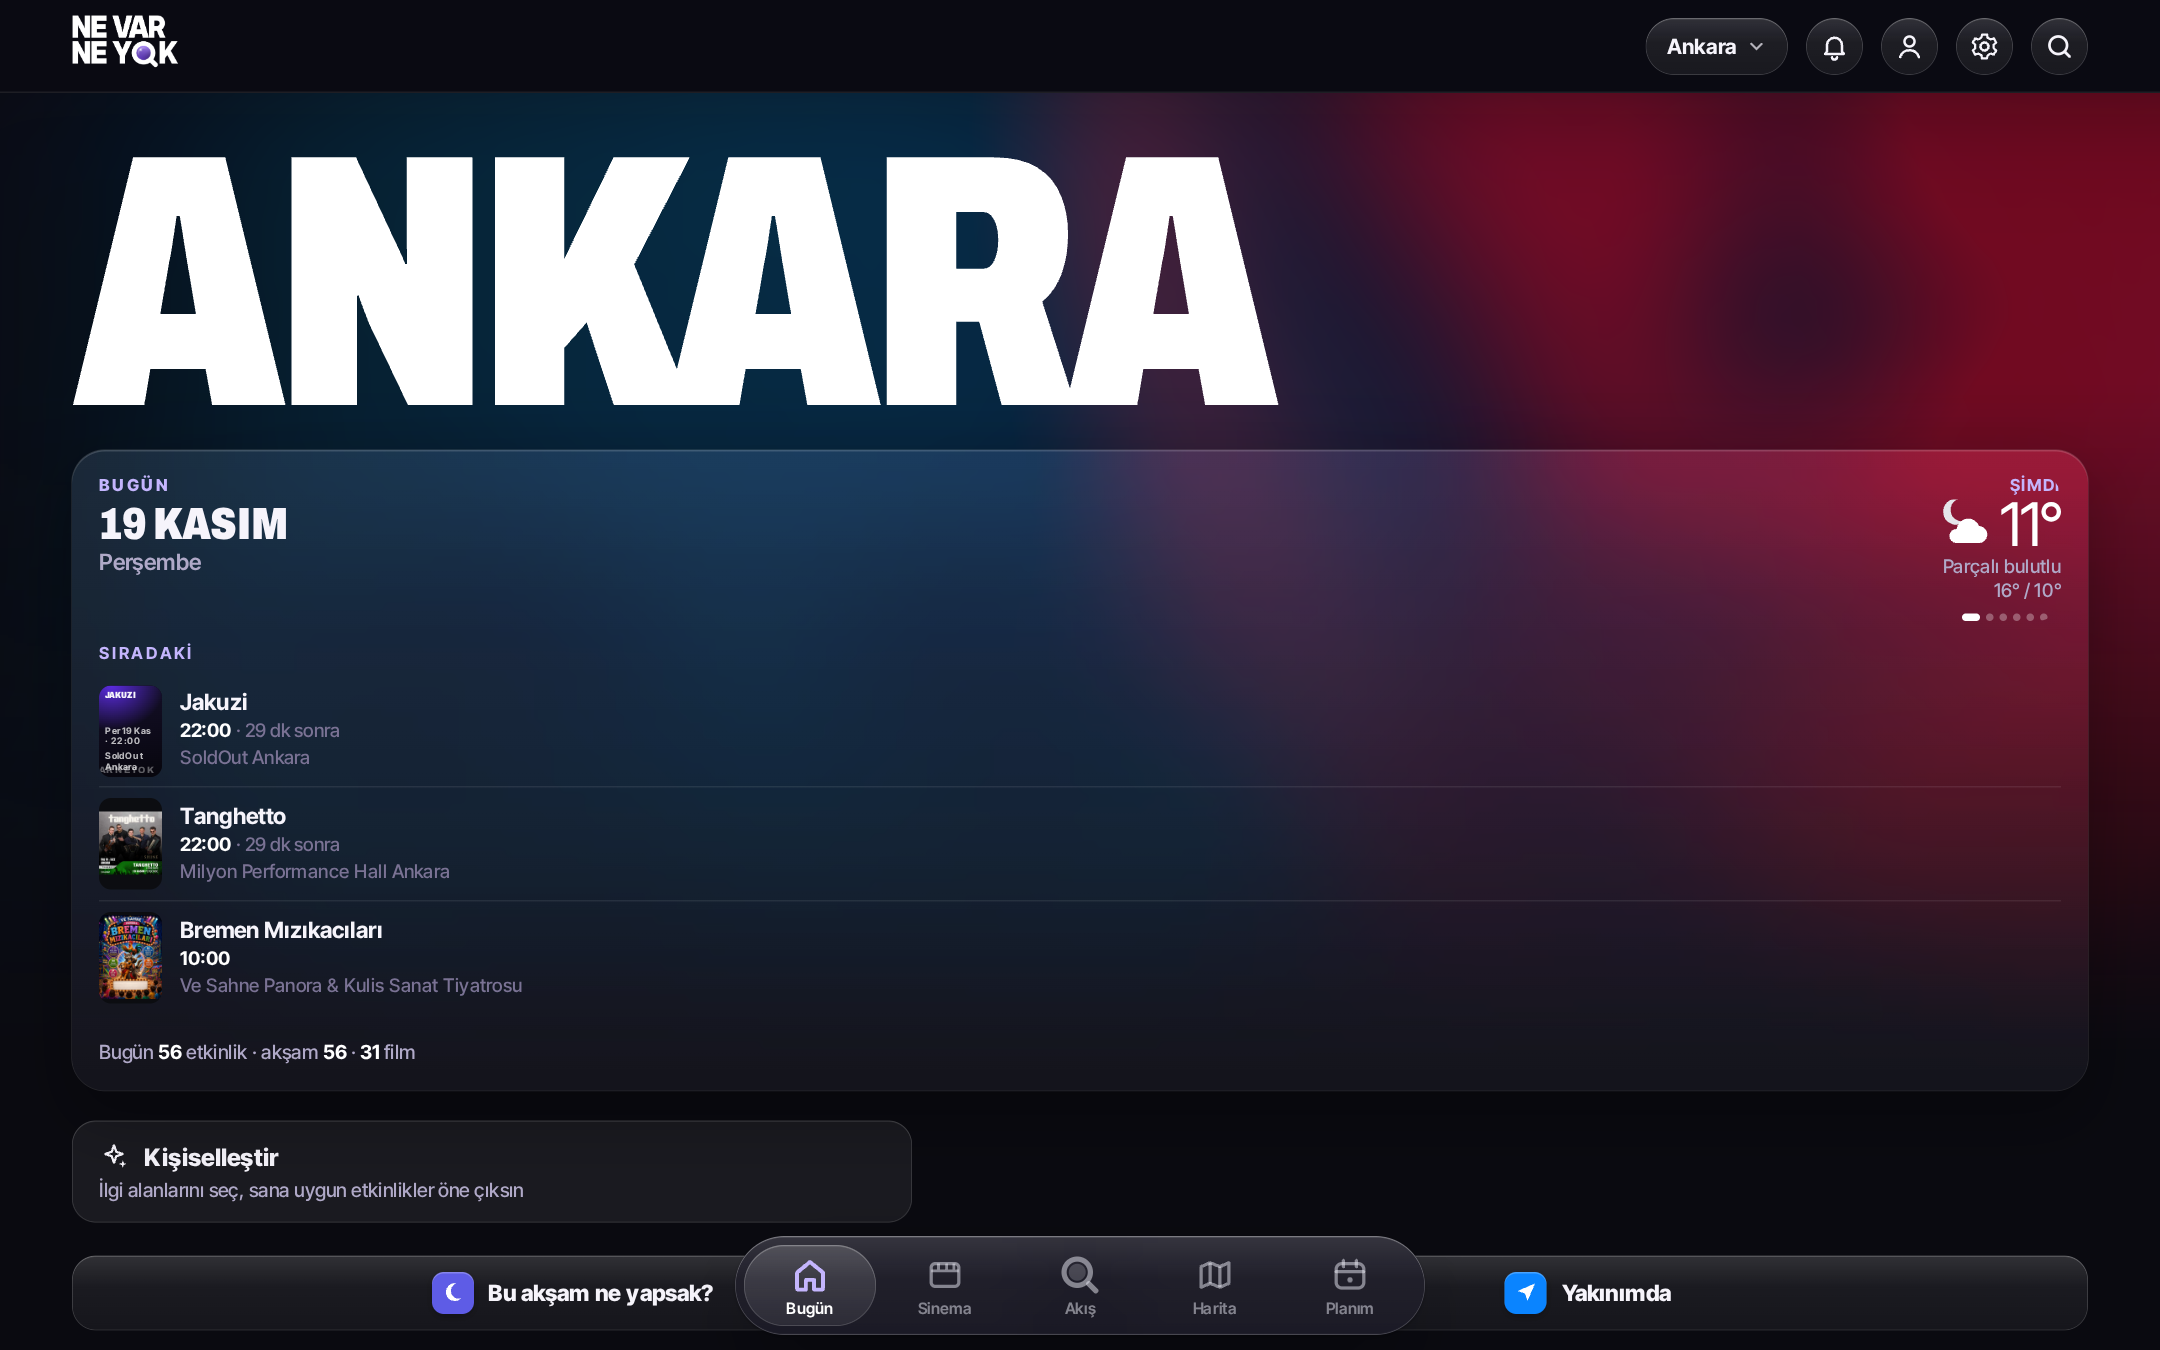 NE VAR
NE YOK
Ankara
ANKARA
BUGÜN
19 KASIM
Perşembe
ŞİMDİ
11°
Parçalı bulutlu
16° / 10°
SIRADAKİ
JAKUZI
Per 19 Kas
· 22:00
SoldOut
Ankara
Jakuzi
22:00 · 29 dk sonra
SoldOut Ankara
tanghetto
TANGHETTO
Tanghetto
22:00 · 29 dk sonra
Milyon Performance Hall Ankara
BREMEN
MIZIKACILARI
Bremen Mızıkacıları
10:00
Ve Sahne Panora & Kulis Sanat Tiyatrosu
Bugün 56 etkinlik · akşam 56 · 31 film
Kişiselleştir
İlgi alanlarını seç, sana uygun etkinlikler öne çıksın
Bu akşam ne yapsak?
Yakınımda
Bugün
Sinema
Akış
Harita
Planım